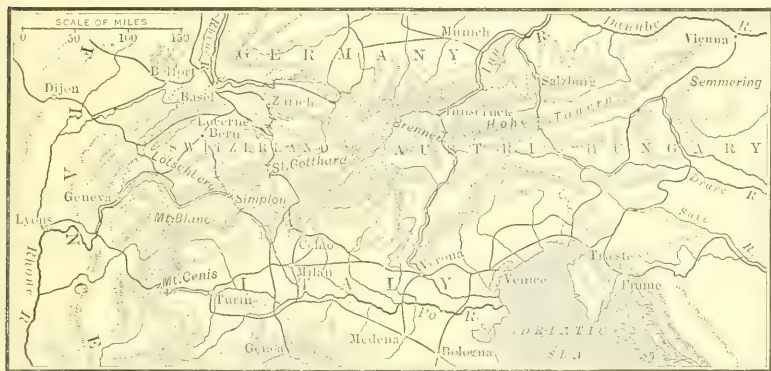 SCALE OF MILES
0 50 100 150
Rhine R.
GERMANY
Munich
Inn R.
Danube R.
Vienna
Belfort
Dijon
Basel
Zurich
Salzburg
Semmering
Lucerne
Bern
Innsbruck
Hohe Tauern
Brenner
FRANCE
SWITZERLAND
AUSTRIA HUNGARY
Lötschberg
St. Gotthard
Geneva
Simplon
Drave R.
Lyons
Mt. Blanc
Save R.
Como
Verona
Trieste
Mt. Cenis
Milan
Venice
Fiume
ITALY
Rhone R.
Turin
Po R.
Genoa
Modena
Bologna
ADRIATIC
SEA